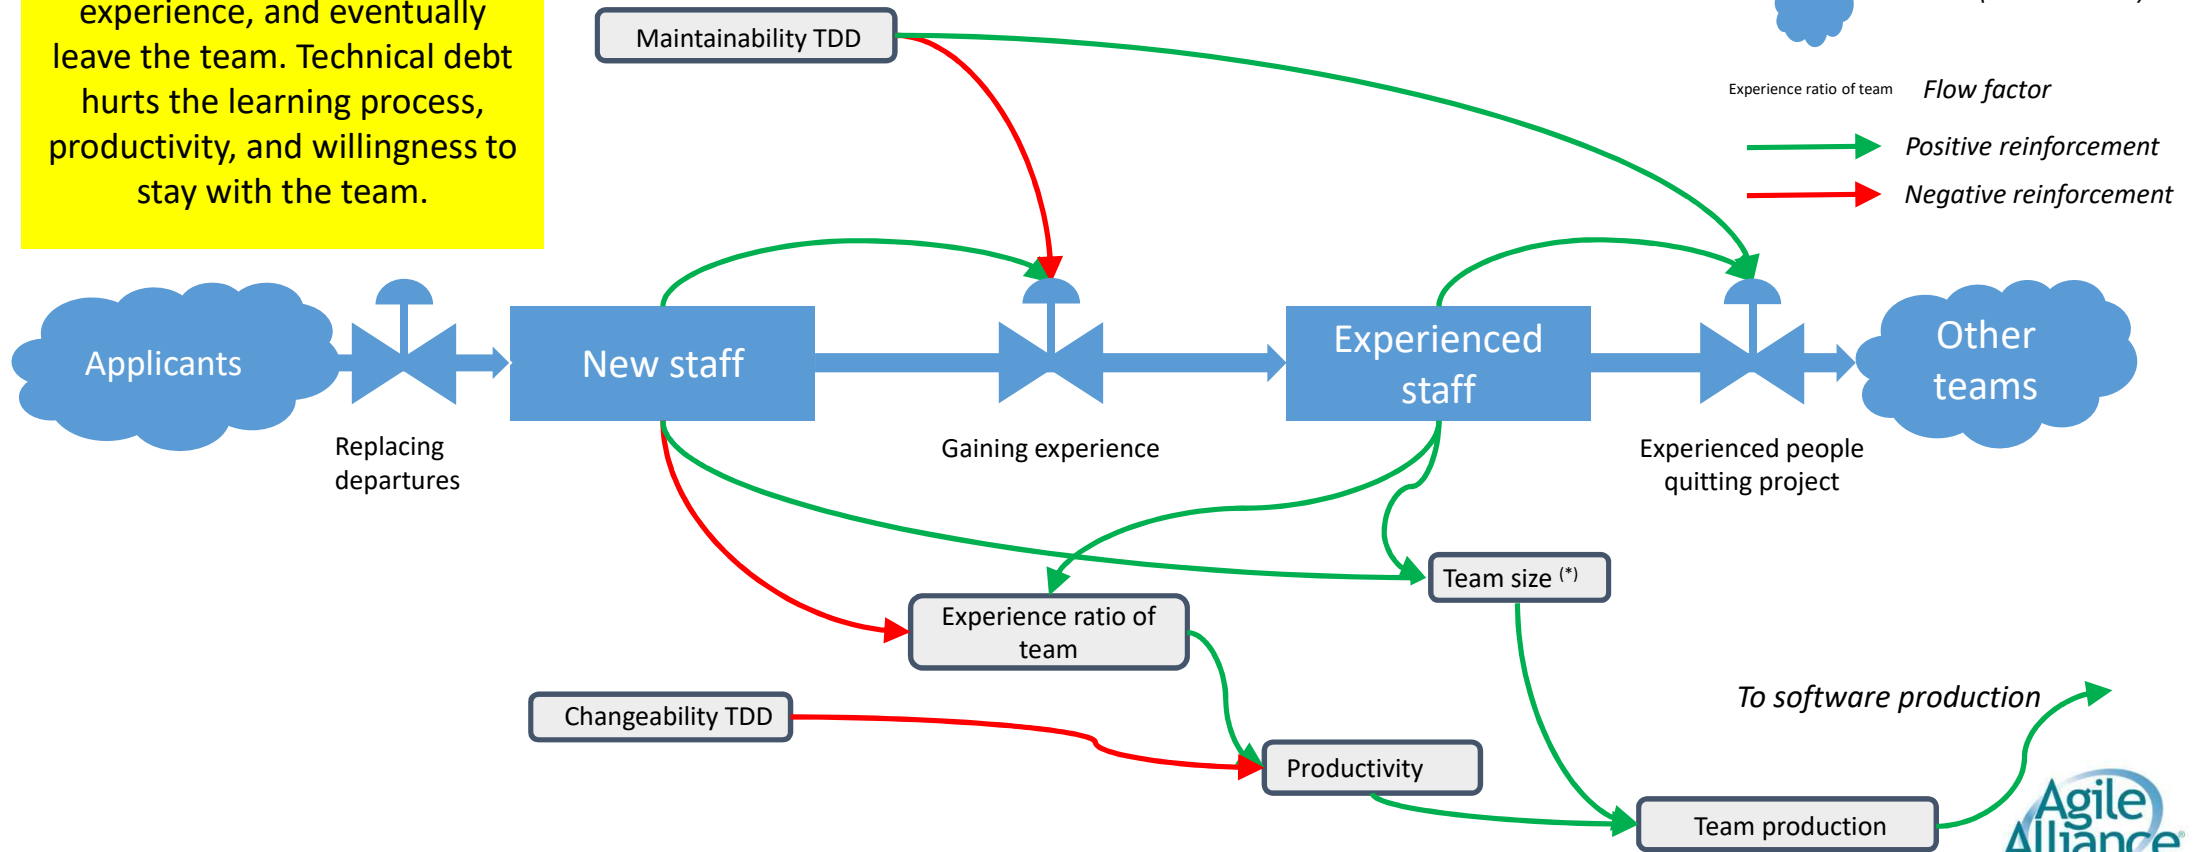 experience, and eventually
leave the team. Technical debt
hurts the learning process,
productivity, and willingness to
stay with the team.
Maintainability TDD
Experience ratio of team
Flow factor
Positive reinforcement
Negative reinforcement
Applicants
New staff
Experienced
staff
Other
teams
Replacing
departures
Gaining experience
Experienced people
quitting project
Team size (*)
Experience ratio of
team
Changeability TDD
Productivity
To software production
Team production
Agile
Alliance®